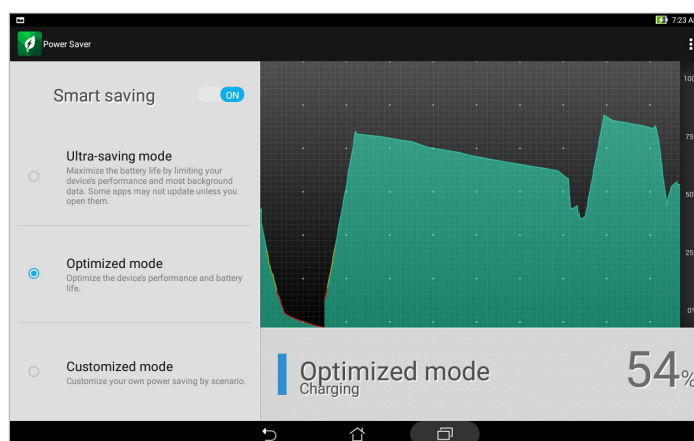 7:23 A
Power Saver
Smart saving
ON
Ultra-saving mode
Maximize the battery life by limiting your
device's performance and most background
data. Some apps may not update unless you
open them.
Optimized mode
Optimize the device's performance and battery
life.
Customized mode
Customize your own power saving by scenario.
100
75
50
25
0%
Optimized mode
Charging
54%